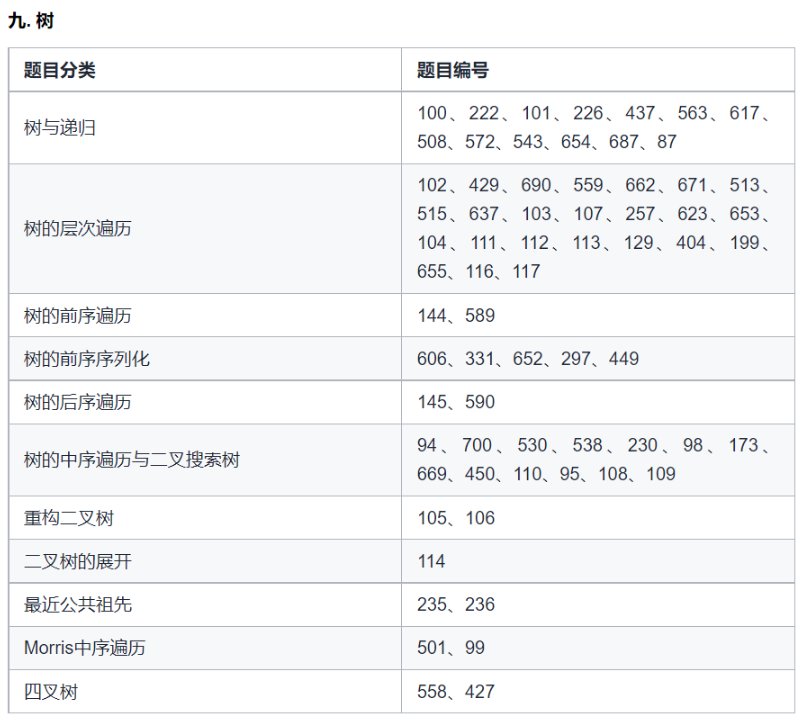 九. 树
题目分类 题目编号
树与递归 100、222、101、226、437、563、617、
508、572、543、654、687、87
树的层次遍历 102、429、690、559、662、671、513、
515、637、103、107、257、623、653、
104、111、112、113、129、404、199、
655、116、117
树的前序遍历 144、589
树的前序序列化 606、331、652、297、449
树的后序遍历 145、590
树的中序遍历与二叉搜索树 94、700、530、538、230、98、173、
669、450、110、95、108、109
重构二叉树 105、106
二叉树的展开 114
最近公共祖先 235、236
Morris中序遍历 501、99
四叉树 558、427